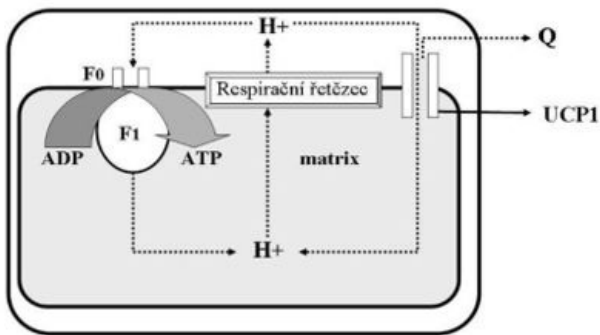 H+
Q
F0
Respirační řetězec
UCP1
F1
ADP
ATP
matrix
H+